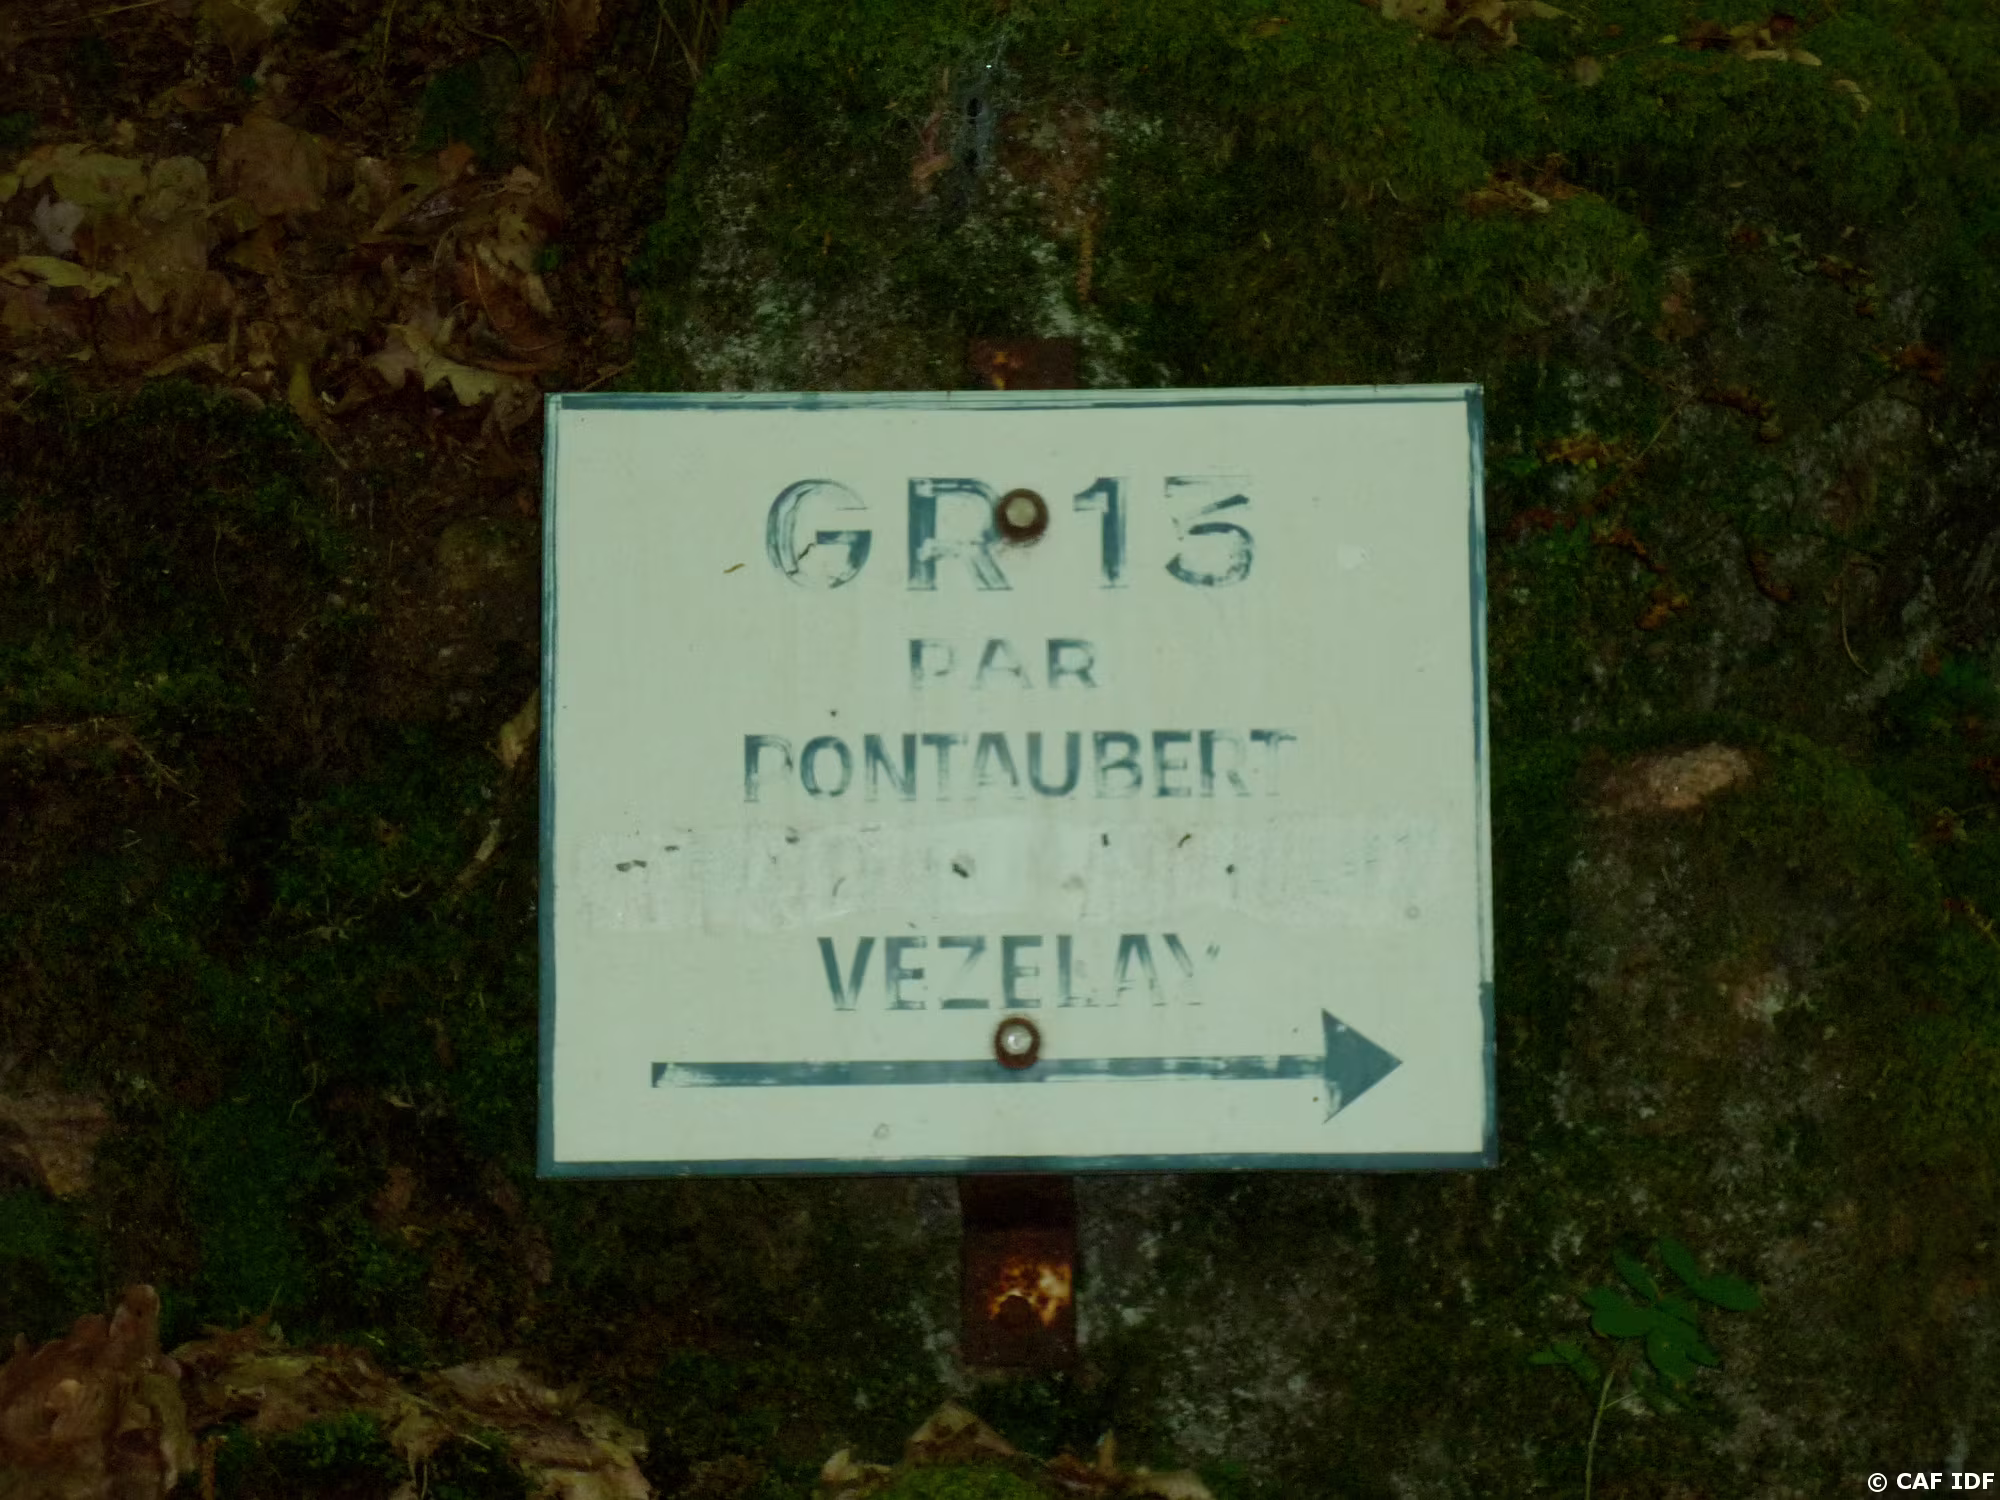 GR 13
PAR
PONTAUBERT
VÉZELAY
© CAF IDF